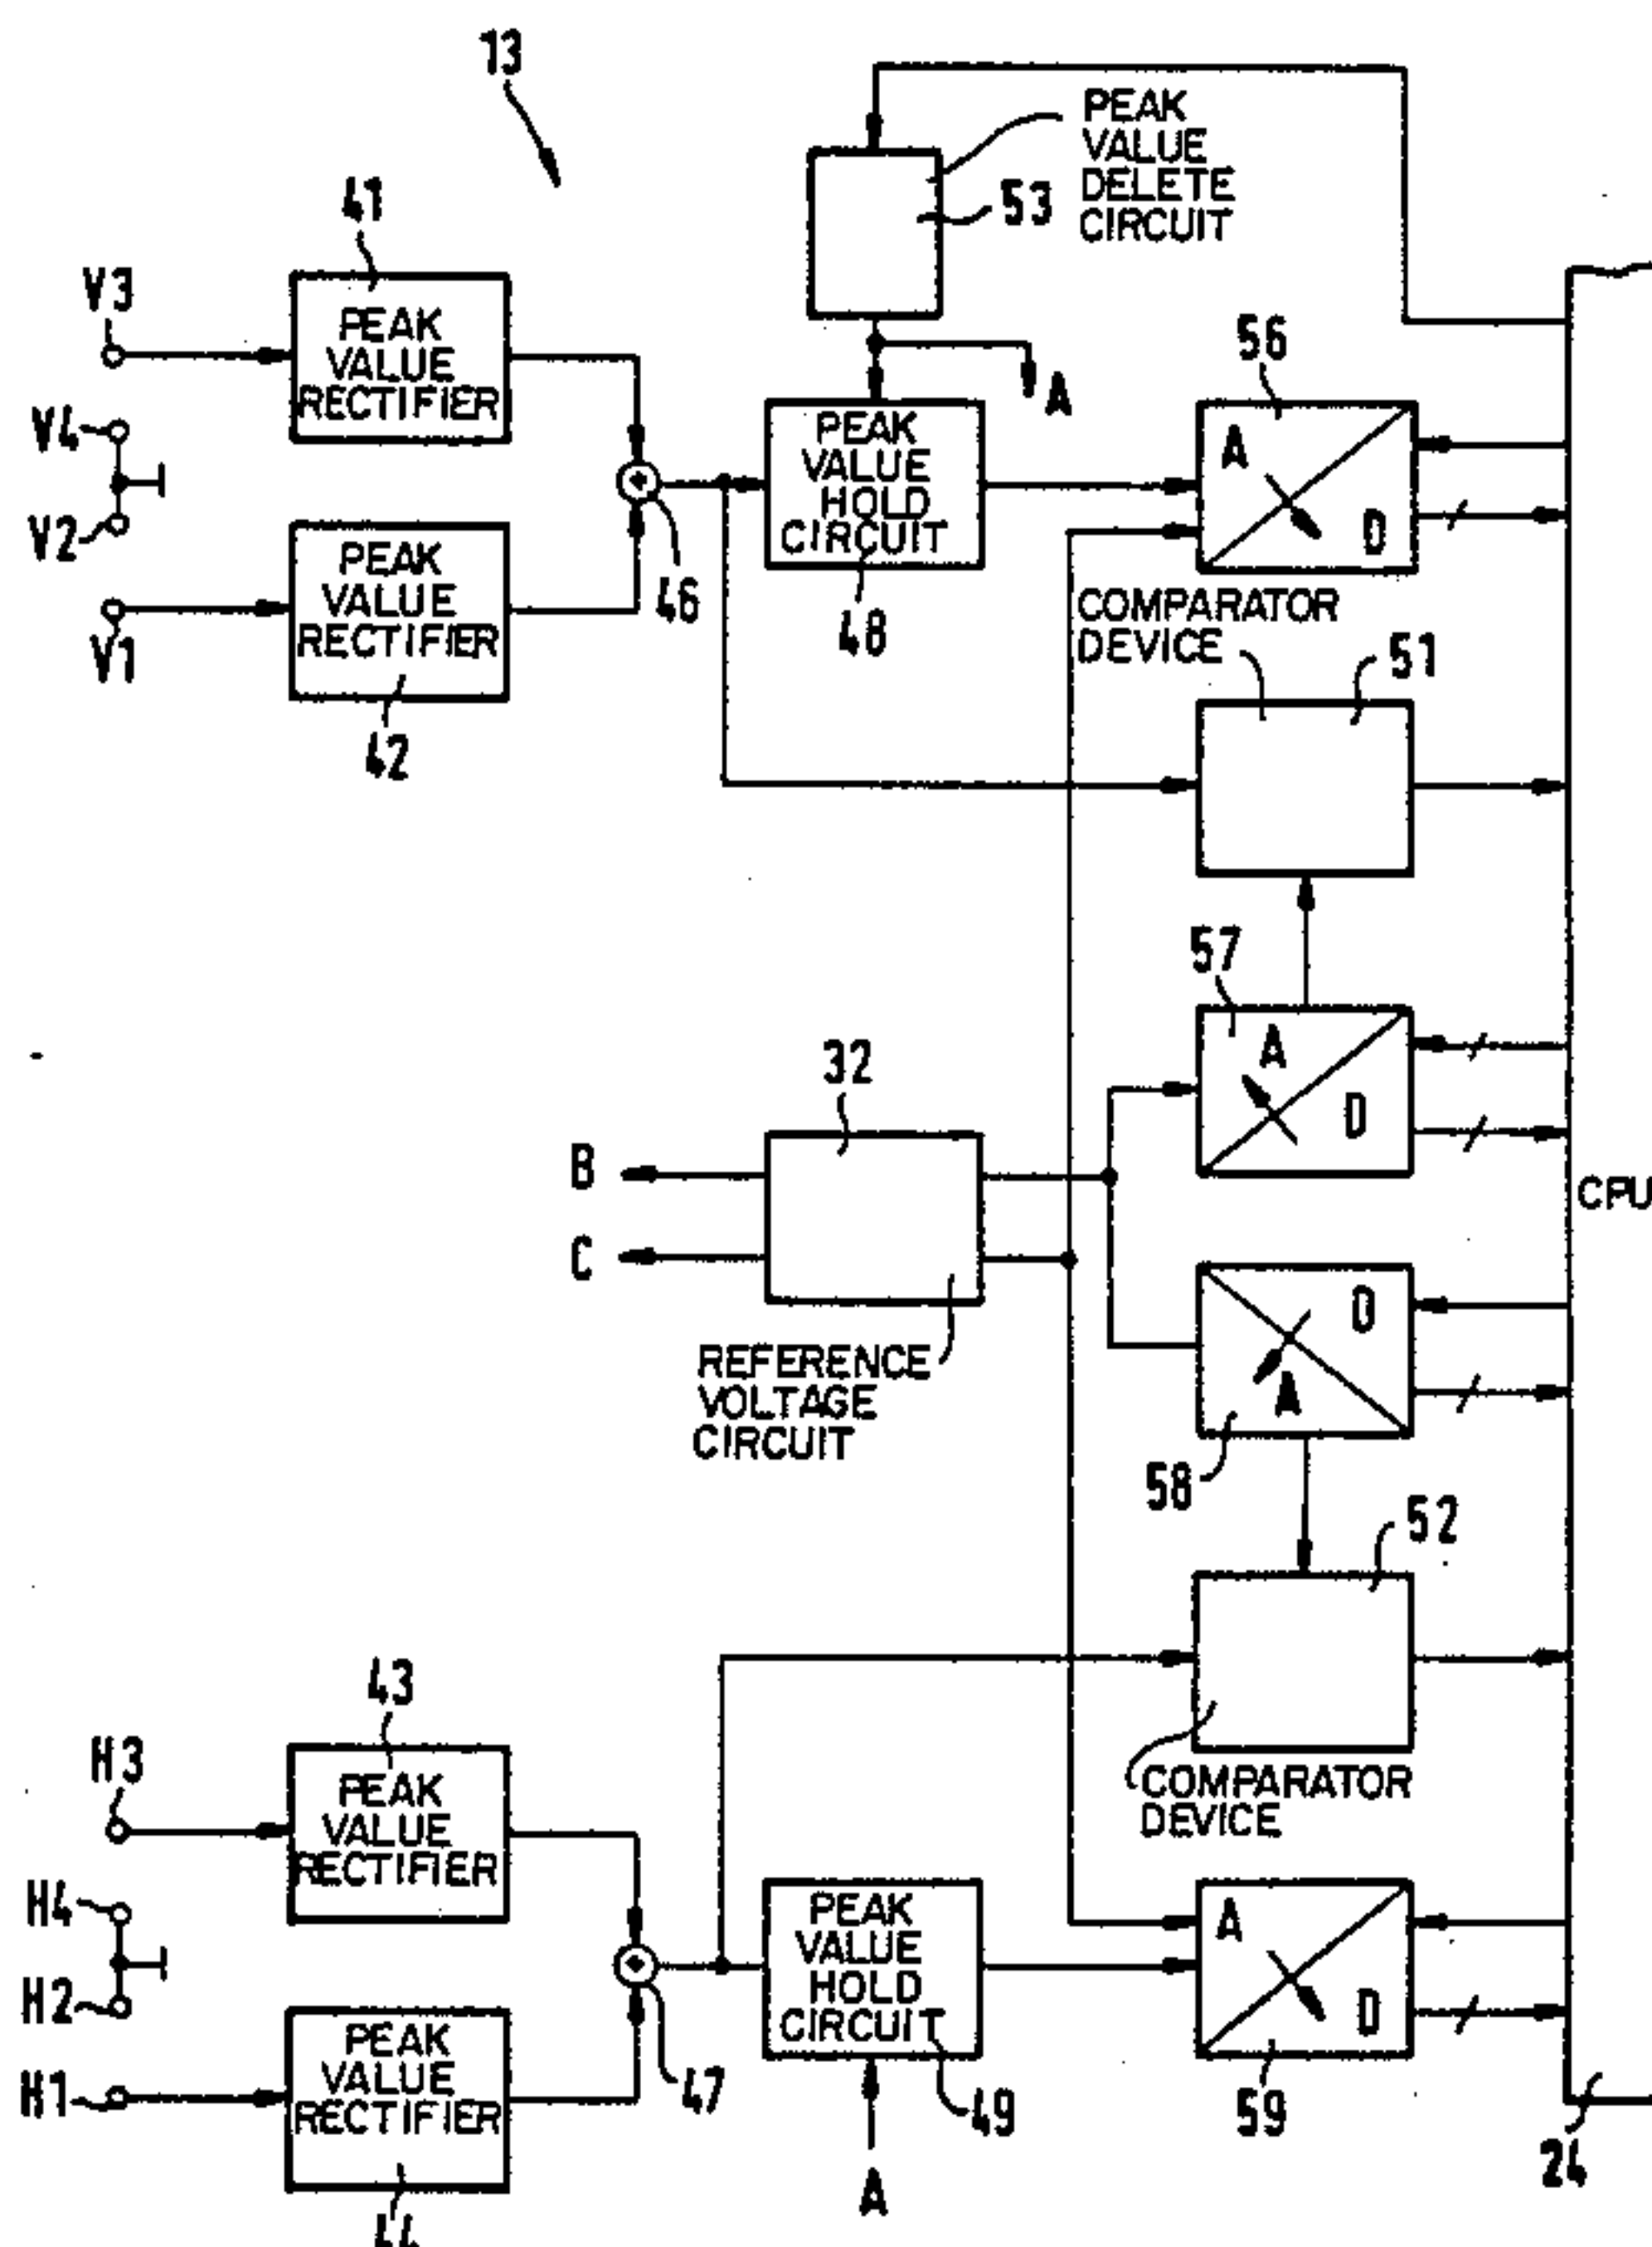 13
PEAK
VALUE
DELETE
CIRCUIT
53
41
V3
PEAK
VALUE
RECTIFIER
V4
V2
V1
PEAK
VALUE
RECTIFIER
42
46
A
PEAK
VALUE
HOLD
CIRCUIT
48
56
A
D
COMPARATOR
DEVICE
51
57
A
D
32
B
C
REFERENCE
VOLTAGE
CIRCUIT
CPU
D
A
58
52
COMPARATOR
DEVICE
43
H3
PEAK
VALUE
RECTIFIER
H4
H2
H1
PEAK
VALUE
RECTIFIER
44
47
PEAK
VALUE
HOLD
CIRCUIT
49
A
A
D
59
24